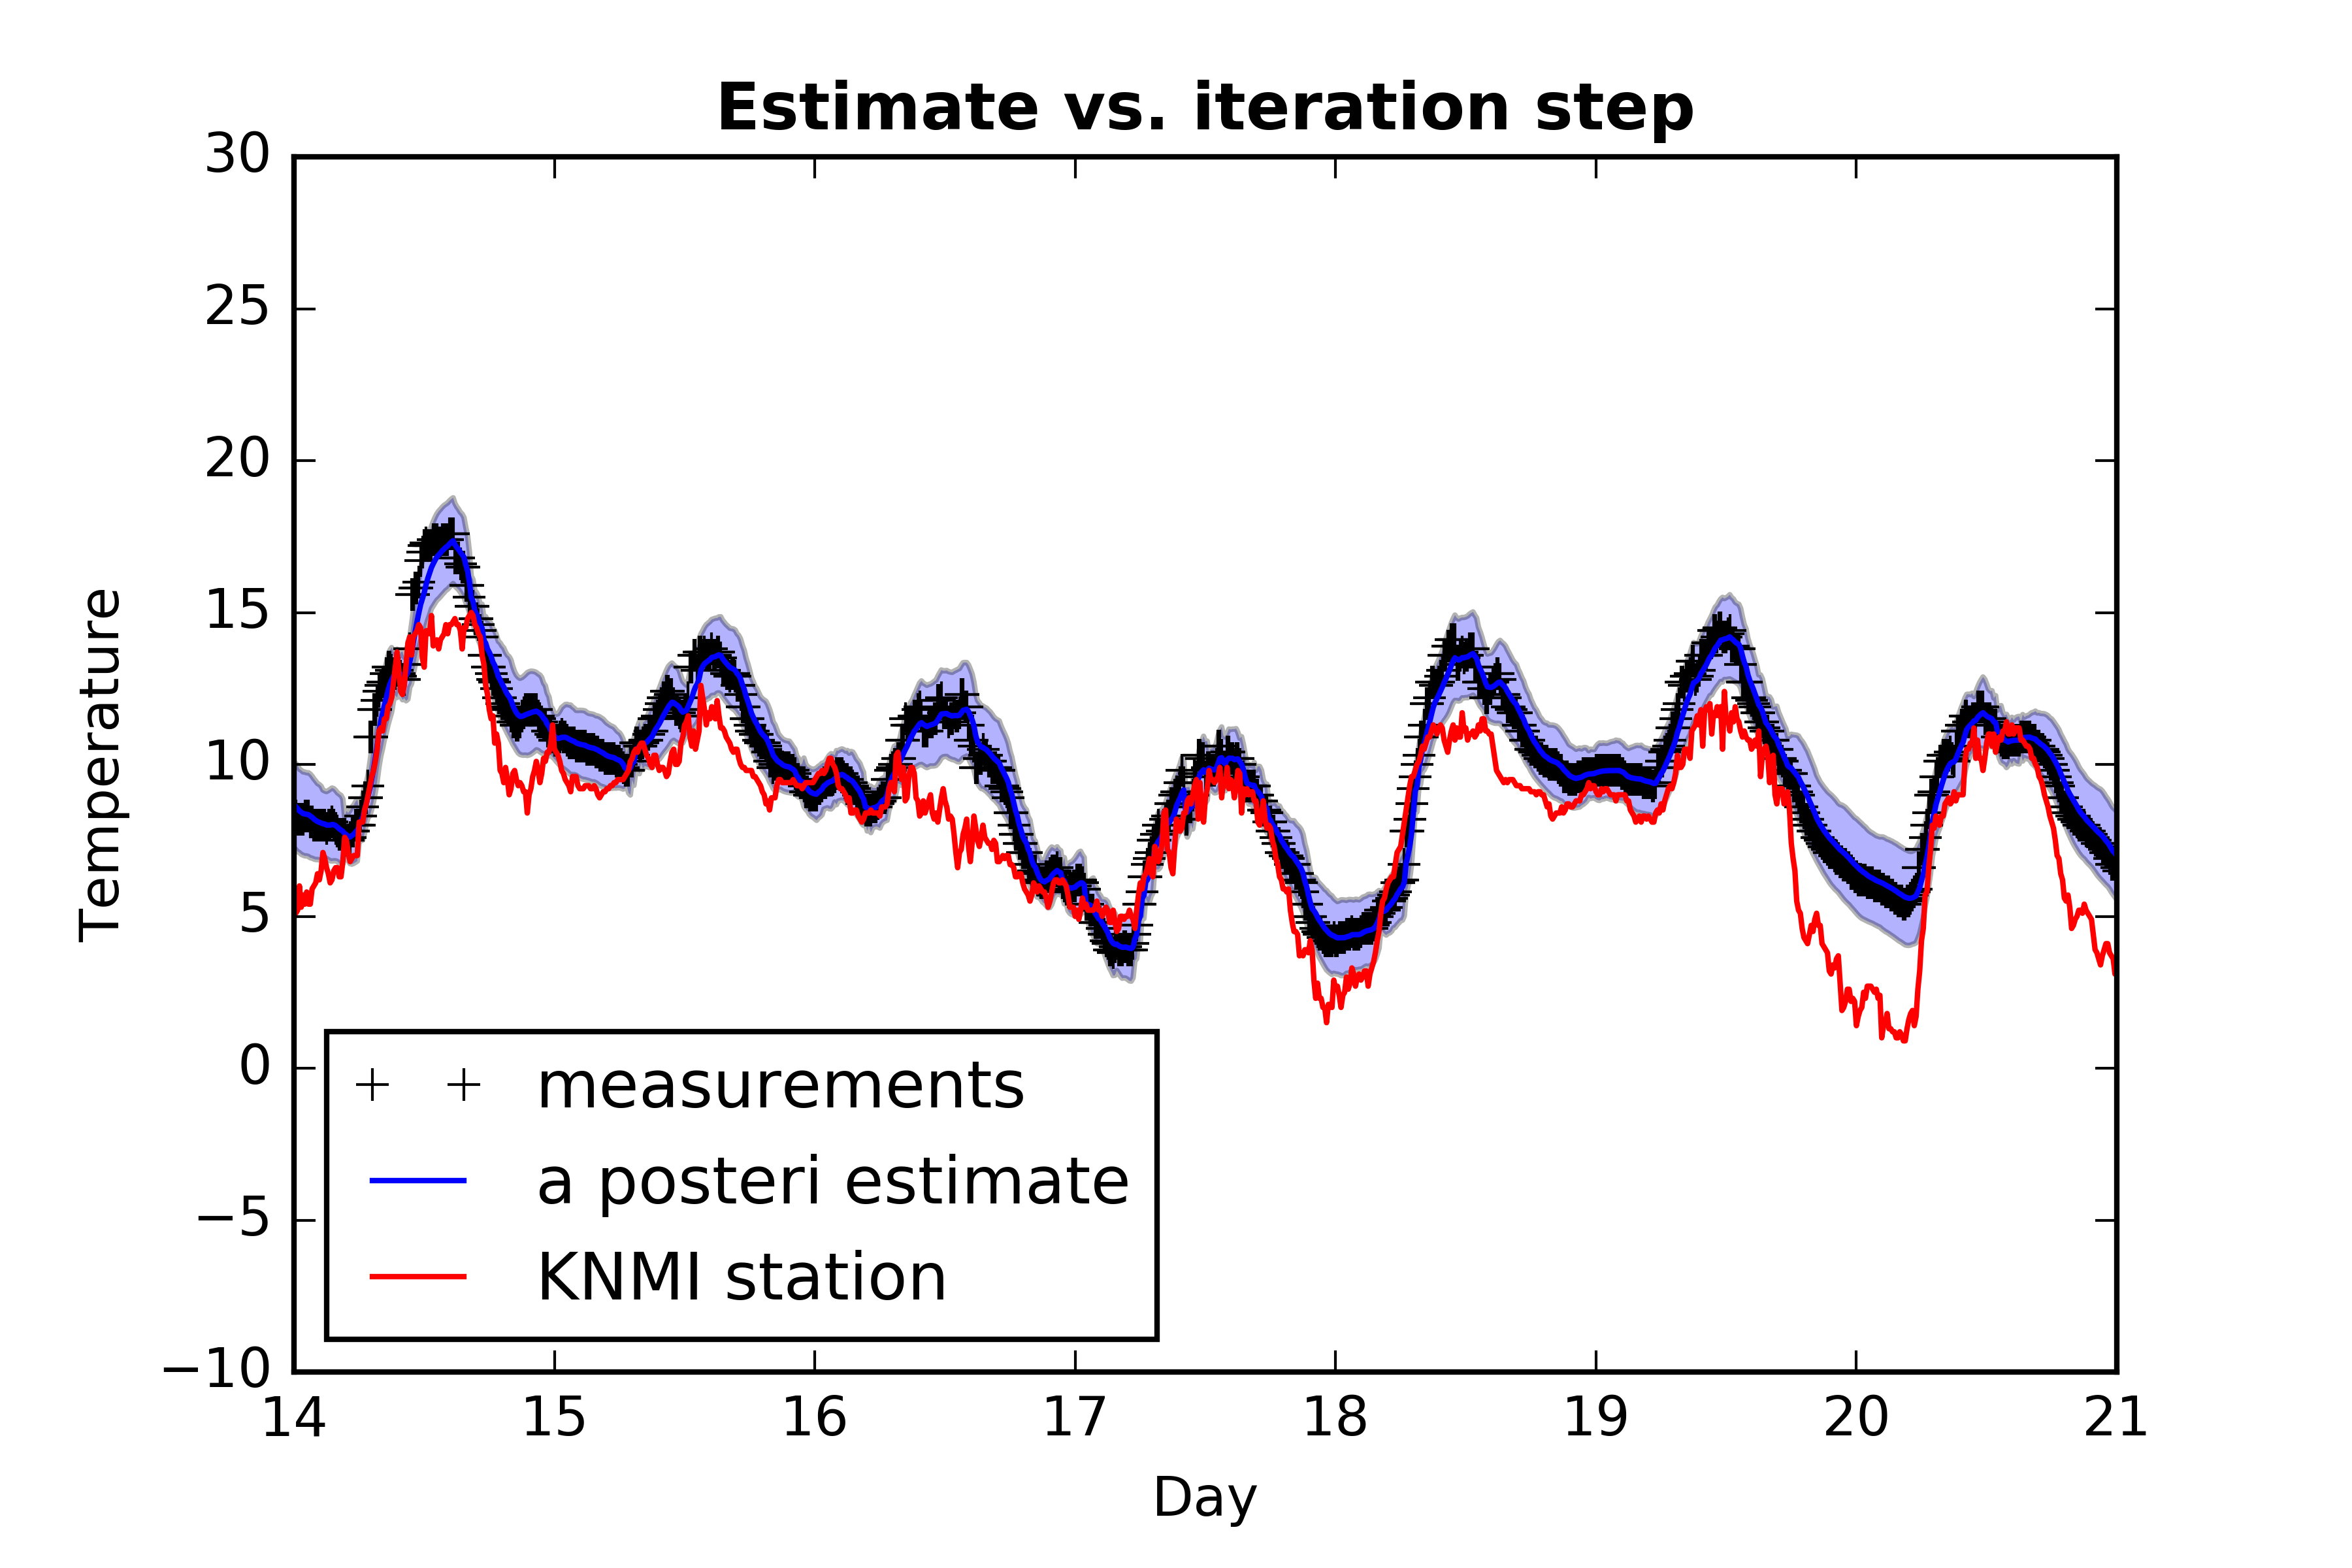 Estimate vs. iteration step
30
25
20
15
10
5
0
−5
−10
Temperature
measurements
a posteri estimate
KNMI station
14 15 16 17 18 19 20 21
Day